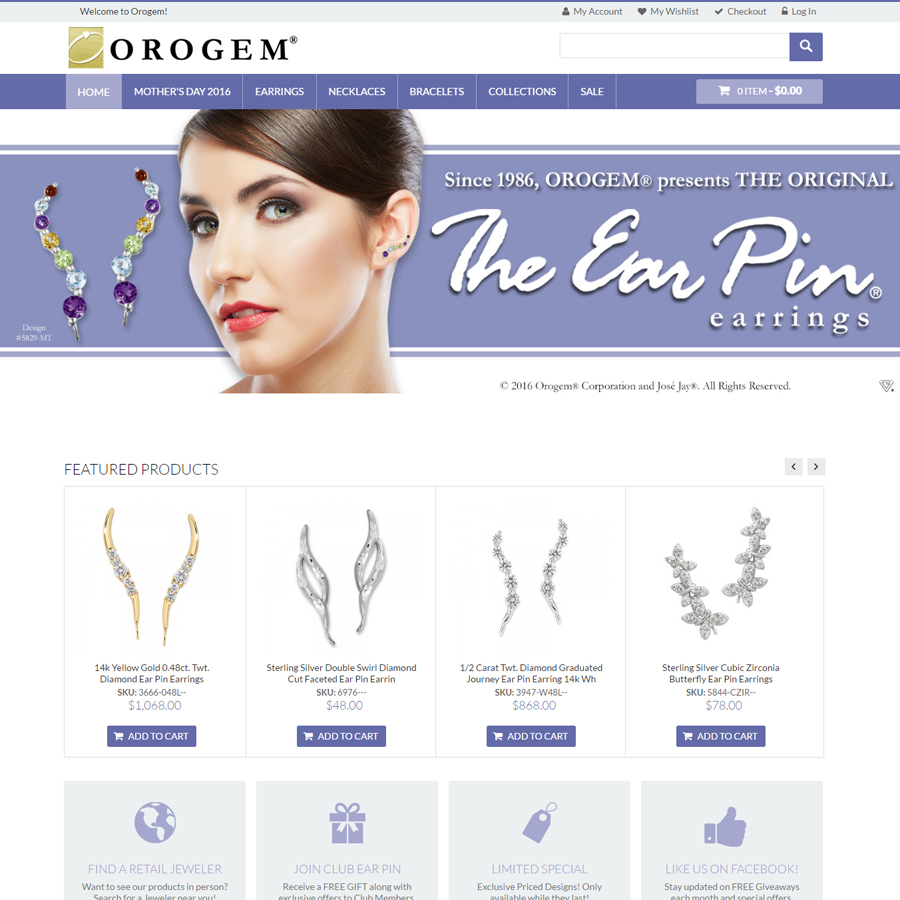 Welcome to Orogem!
My Account
My Wishlist
Checkout
Log In
OROGEM®
HOME
MOTHER'S DAY 2016
EARRINGS
NECKLACES
BRACELETS
COLLECTIONS
SALE
0 ITEM - $0.00
Since 1986, OROGEM® presents THE ORIGINAL
The Ear Pin®
earrings
Design
#5829-MT
© 2016 Orogem® Corporation and José Jay®. All Rights Reserved.
FEATURED PRODUCTS
14k Yellow Gold 0.48ct. Twt.
Diamond Ear Pin Earrings
SKU: 3666-048L--
$1,068.00
ADD TO CART
Sterling Silver Double Swirl Diamond
Cut Faceted Ear Pin Earrin
SKU: 6976---
$48.00
ADD TO CART
1/2 Carat Twt. Diamond Graduated
Journey Ear Pin Earring 14k Wh
SKU: 3947-W48L--
$868.00
ADD TO CART
Sterling Silver Cubic Zirconia
Butterfly Ear Pin Earrings
SKU: 5844-CZIR--
$78.00
ADD TO CART
FIND A RETAIL JEWELER
Want to see our products in person?
Search for a Jeweler near you!
JOIN CLUB EAR PIN
Receive a FREE GIFT along with
exclusive offers to Club Members
LIMITED SPECIAL
Exclusive Priced Designs! Only
available while they last!
LIKE US ON FACEBOOK!
Stay updated on FREE Giveaways
each month and special offers